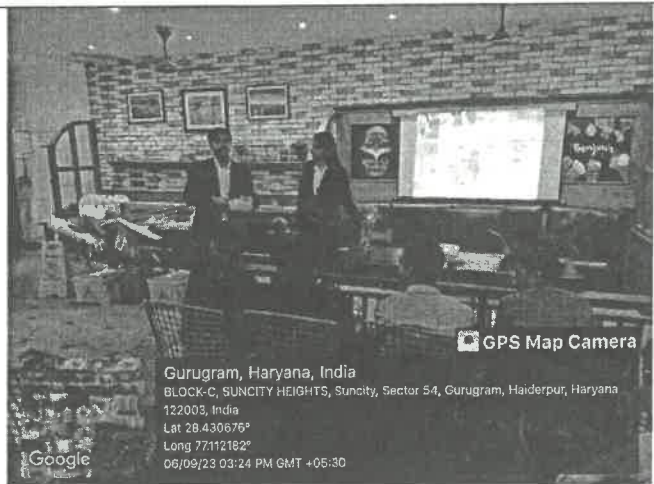 GPS Map Camera
Gurugram, Haryana, India
BLOCK-C, SUNCITY HEIGHTS, Suncity, Sector 54, Gurugram, Haiderpur, Haryana
122003, India
Lat 28.430676°
Long 77.112182°
06/09/23 03:24 PM GMT +05:30
Google